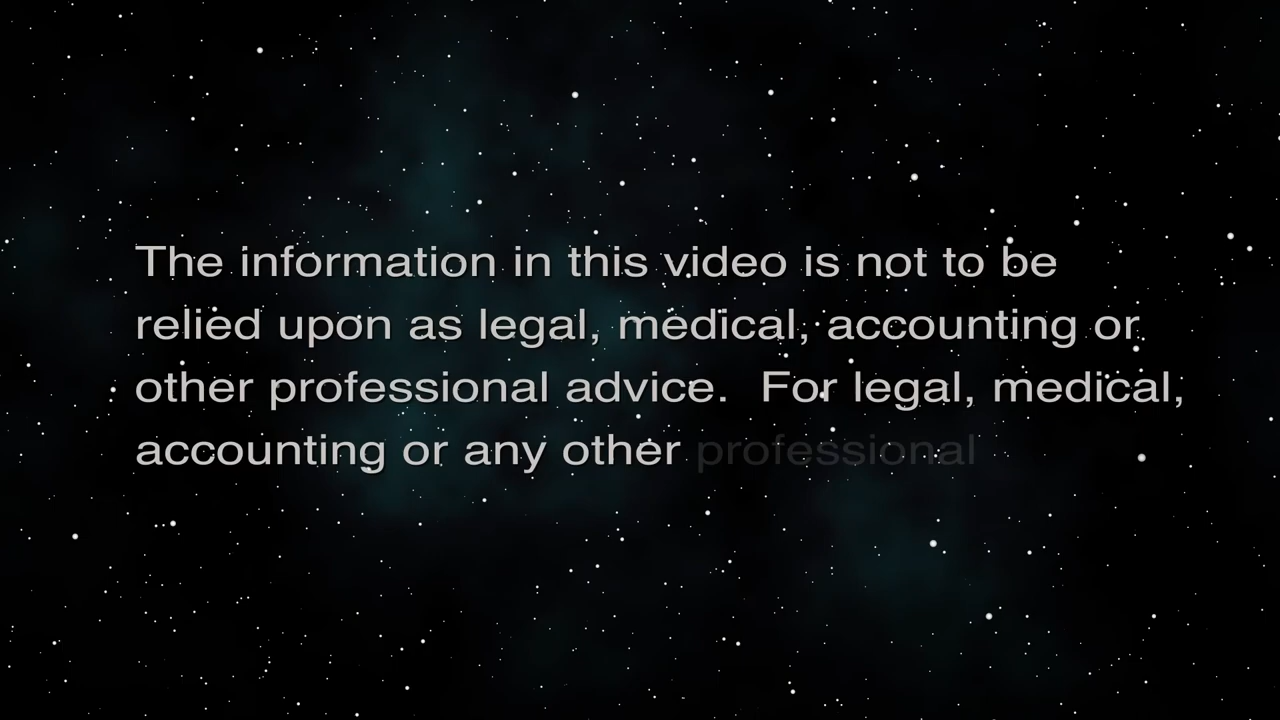 The information in this video is not to be
relied upon as legal, medical, accounting or
other professional advice.  For legal, medical,
accounting or any other professional